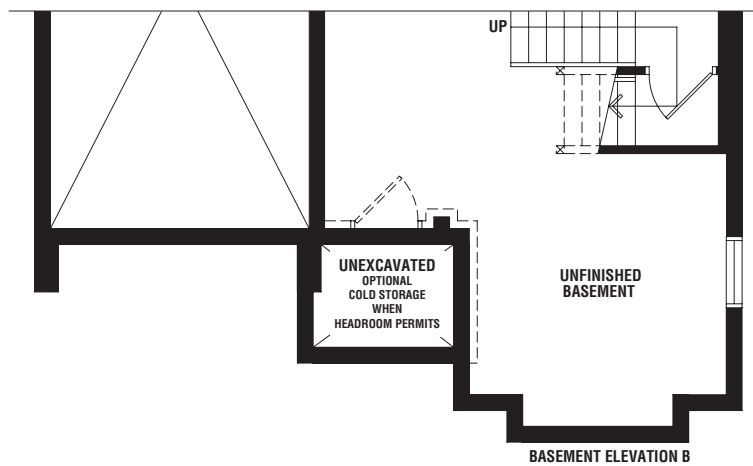 UP
UNEXCAVATED
OPTIONAL
COLD STORAGE
WHEN
HEADROOM PERMITS
UNFINISHED
BASEMENT
BASEMENT ELEVATION B